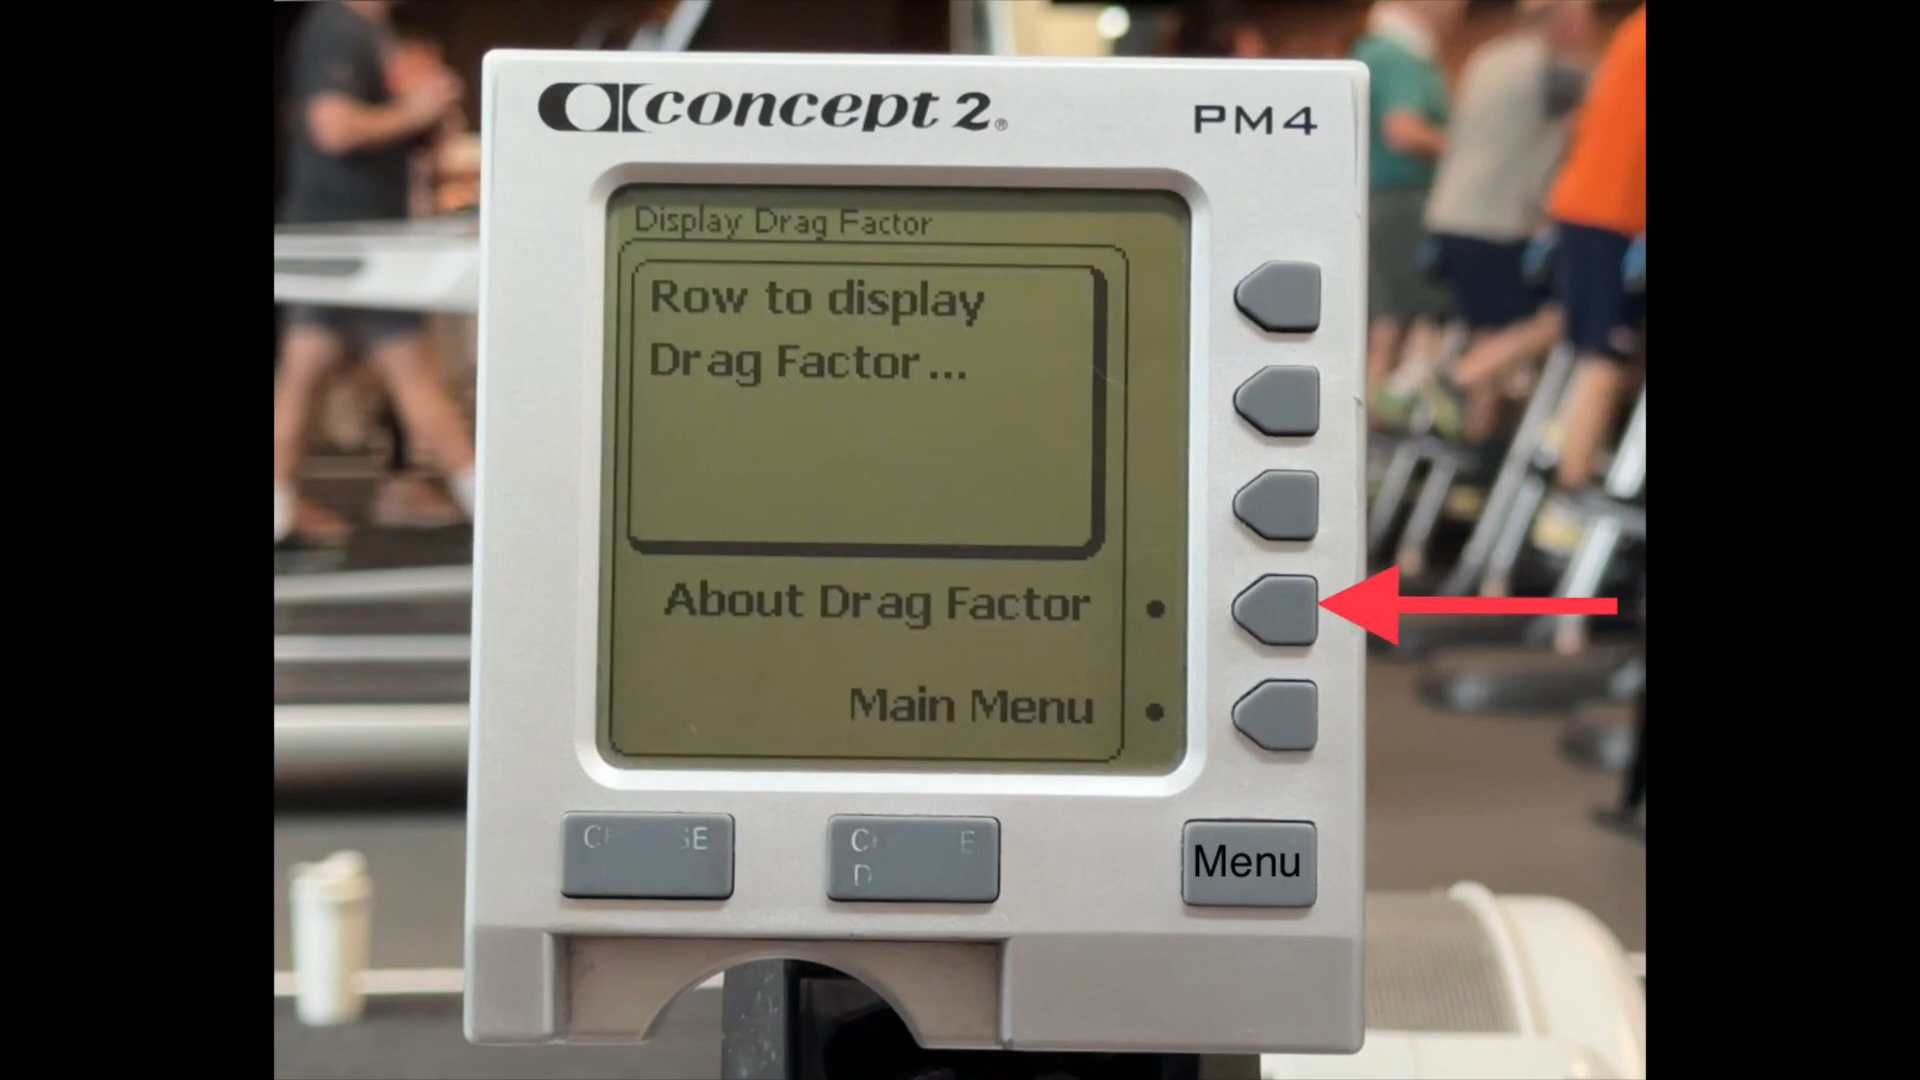 concept 2®
PM4
Display Drag Factor
Row to display
Drag Factor...
About Drag Factor
Main Menu
Menu